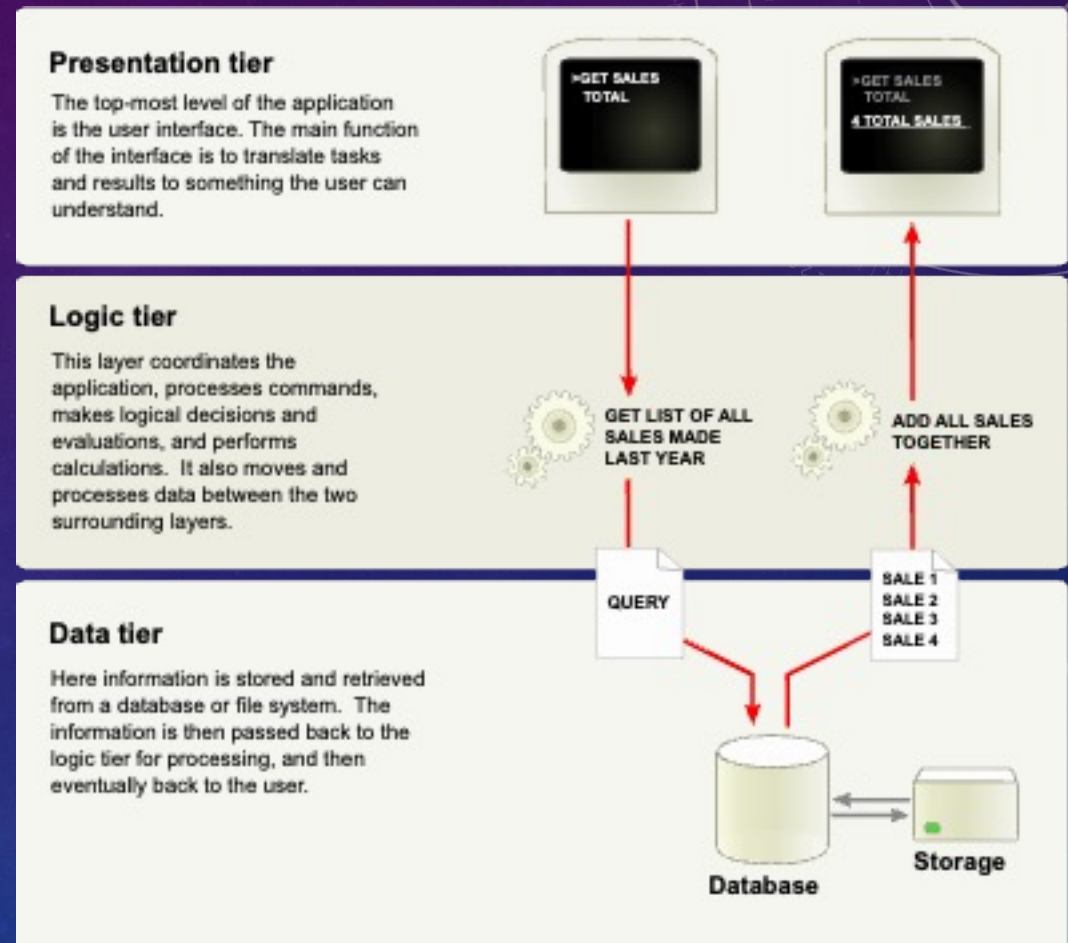 Presentation tier
The top-most level of the application
is the user interface. The main function
of the interface is to translate tasks
and results to something the user can
understand.
>GET SALES
TOTAL
>GET SALES
TOTAL
4 TOTAL SALES
Logic tier
This layer coordinates the
application, processes commands,
makes logical decisions and
evaluations, and performs
calculations. It also moves and
processes data between the two
surrounding layers.
GET LIST OF ALL
SALES MADE
LAST YEAR
ADD ALL SALES
TOGETHER
QUERY
SALE 1
SALE 2
SALE 3
SALE 4
Data tier
Here information is stored and retrieved
from a database or file system. The
information is then passed back to the
logic tier for processing, and then
eventually back to the user.
Database
Storage